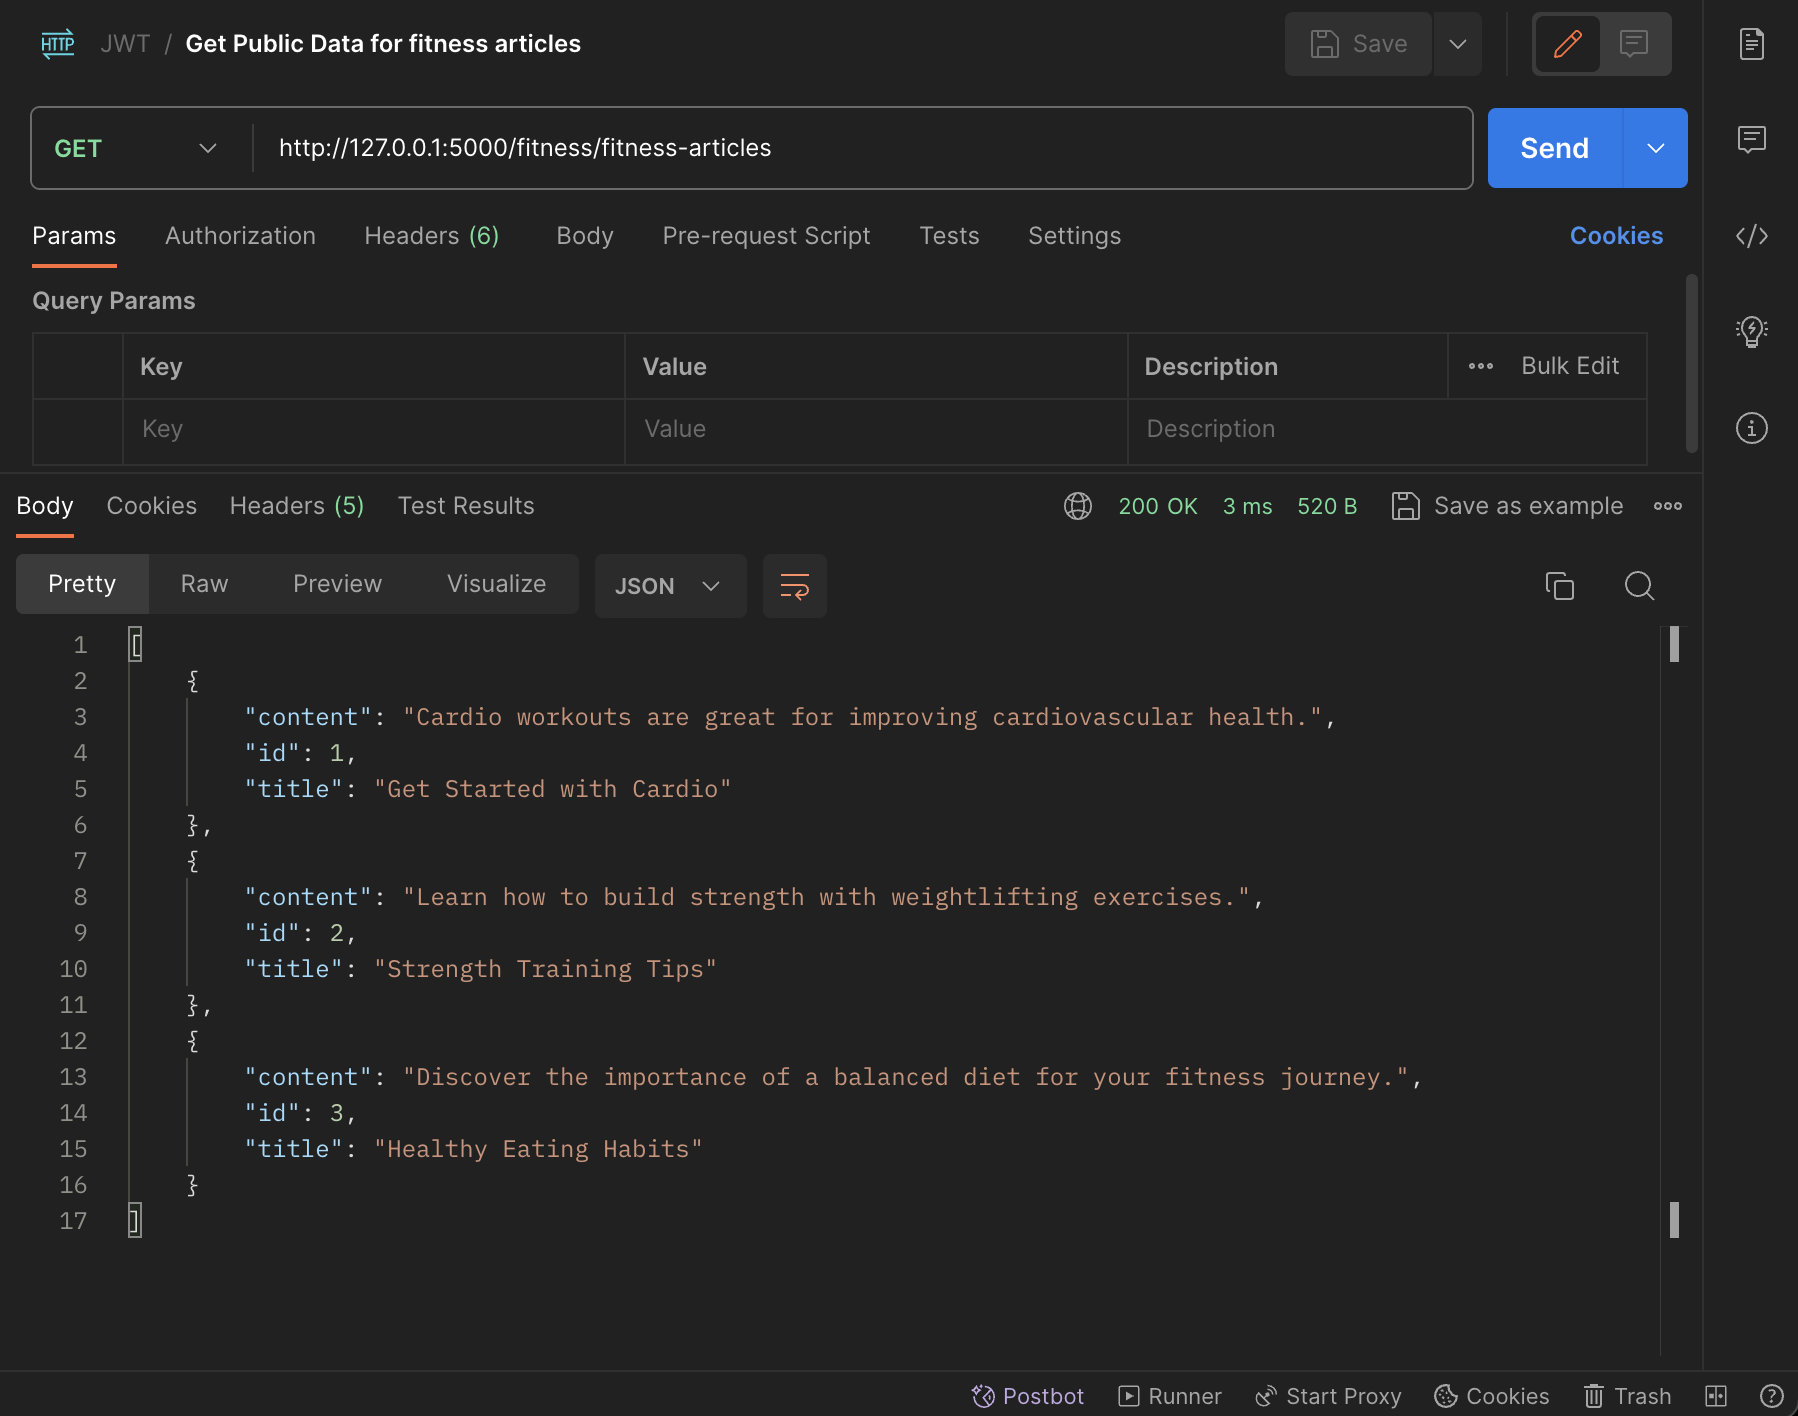 HTTP JWT / Get Public Data for fitness articles Save
GET http://127.0.0.1:5000/fitness/fitness-articles Send
Params Authorization Headers (6) Body Pre-request Script Tests Settings Cookies
Query Params
Key Value Description ••• Bulk Edit
Key Value Description
Body Cookies Headers (5) Test Results 200 OK 3 ms 520 B Save as example
Pretty Raw Preview Visualize JSON
1 [
2 {
3 "content": "Cardio workouts are great for improving cardiovascular health.",
4 "id": 1,
5 "title": "Get Started with Cardio"
6 },
7 {
8 "content": "Learn how to build strength with weightlifting exercises.",
9 "id": 2,
10 "title": "Strength Training Tips"
11 },
12 {
13 "content": "Discover the importance of a balanced diet for your fitness journey.",
14 "id": 3,
15 "title": "Healthy Eating Habits"
16 }
17 ]
Postbot Runner Start Proxy Cookies Trash